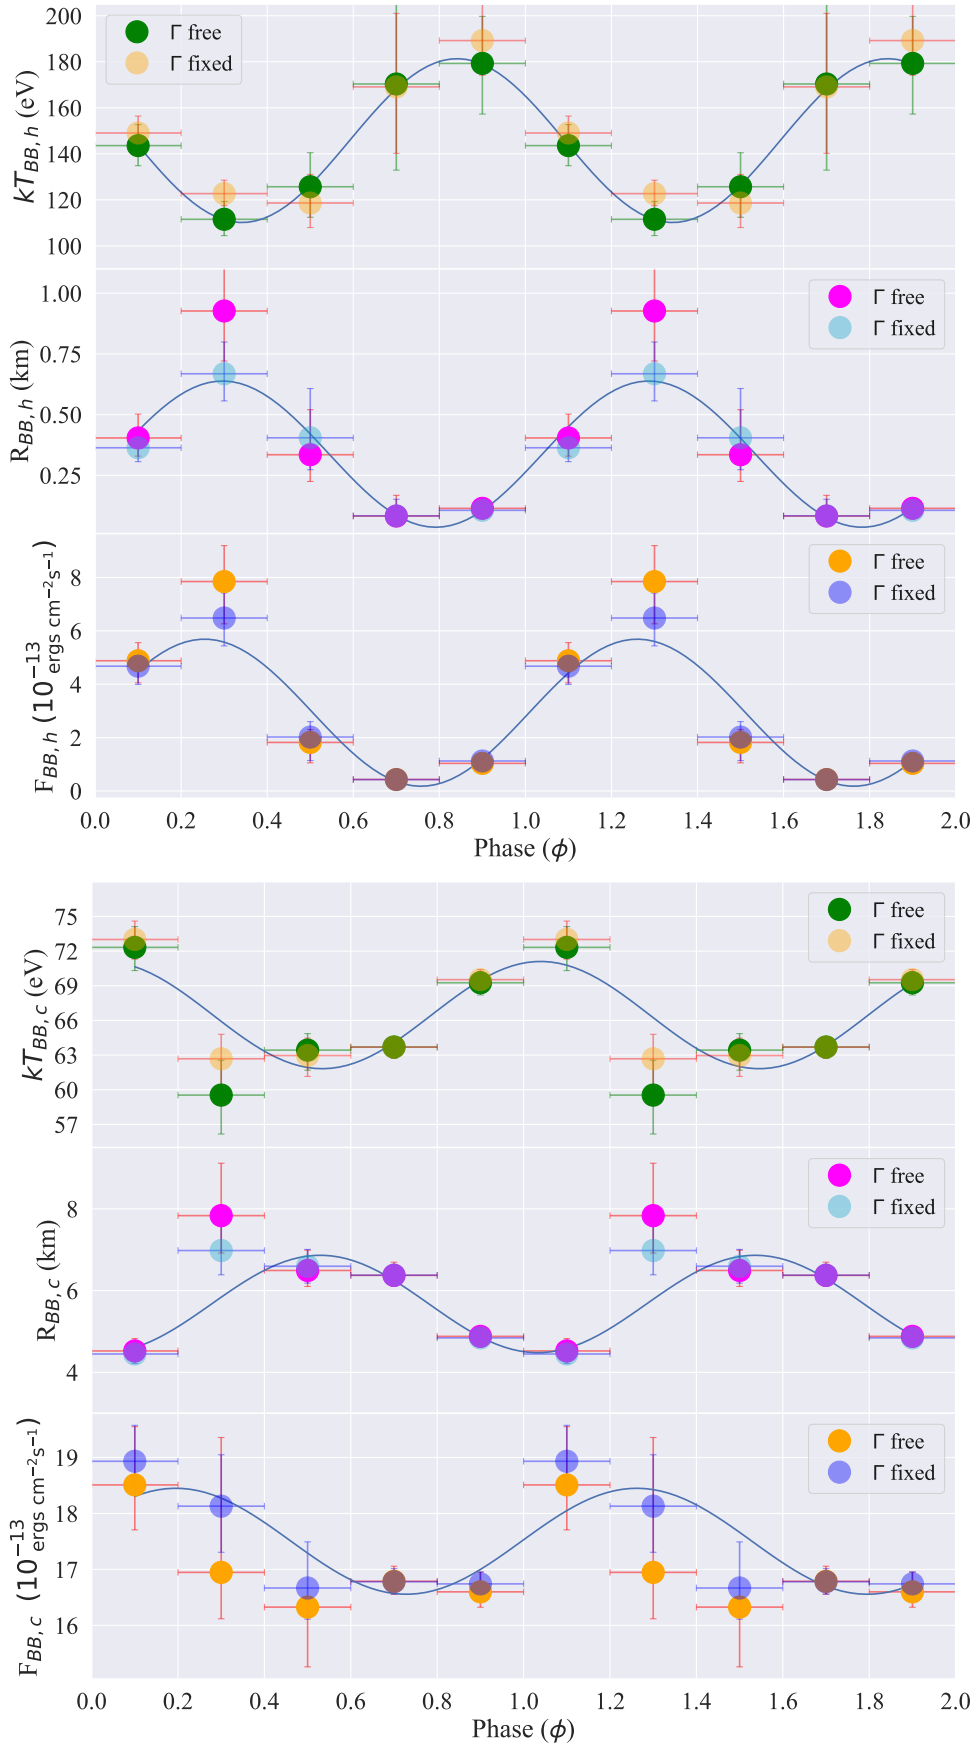 200
180
160
140
120
100
kT_{BB, h} (eV)
Γ free
Γ fixed
1.00
0.75
0.50
0.25
R_{BB, h} (km)
Γ free
Γ fixed
8
6
4
2
0
F_{BB, h} (10^{−13} ergs cm^{−2}s^{−1})
Γ free
Γ fixed
0.0 0.2 0.4 0.6 0.8 1.0 1.2 1.4 1.6 1.8 2.0
Phase (ϕ)
75
72
69
66
63
60
57
kT_{BB, c} (eV)
Γ free
Γ fixed
8
6
4
R_{BB, c} (km)
Γ free
Γ fixed
19
18
17
16
F_{BB, c} (10^{−13} ergs cm^{−2}s^{−1})
Γ free
Γ fixed
0.0 0.2 0.4 0.6 0.8 1.0 1.2 1.4 1.6 1.8 2.0
Phase (ϕ)